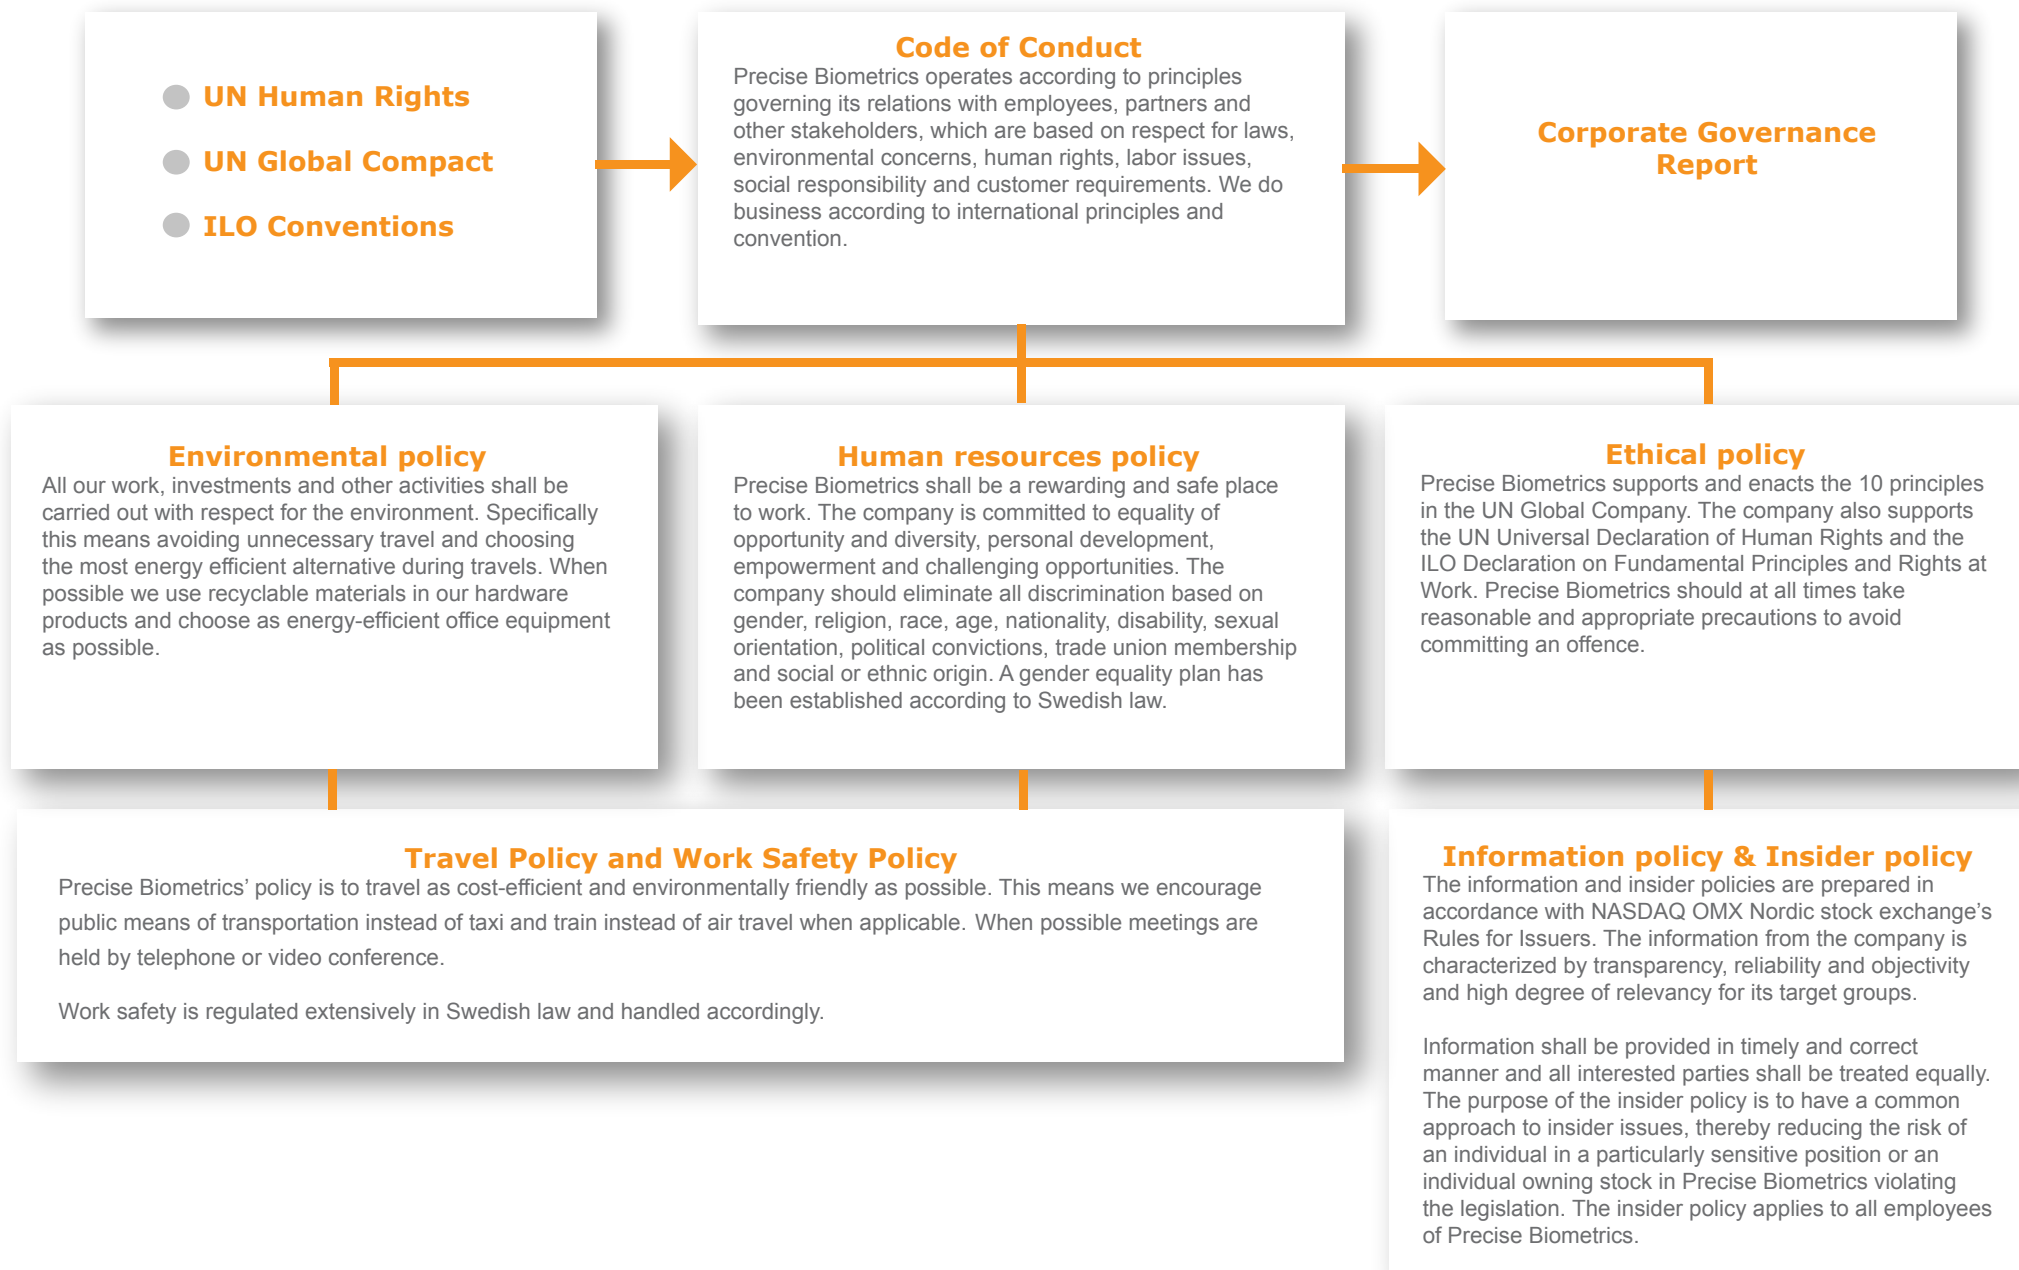 UN Human Rights
UN Global Compact
ILO Conventions
Code of Conduct
Precise Biometrics operates according to principles
governing its relations with employees, partners and
other stakeholders, which are based on respect for laws,
environmental concerns, human rights, labor issues,
social responsibility and customer requirements. We do
business according to international principles and
convention.
Corporate Governance
Report
Environmental policy
All our work, investments and other activities shall be
carried out with respect for the environment. Specifically
this means avoiding unnecessary travel and choosing
the most energy efficient alternative during travels. When
possible we use recyclable materials in our hardware
products and choose as energy-efficient office equipment
as possible.
Human resources policy
Precise Biometrics shall be a rewarding and safe place
to work. The company is committed to equality of
opportunity and diversity, personal development,
empowerment and challenging opportunities. The
company should eliminate all discrimination based on
gender, religion, race, age, nationality, disability, sexual
orientation, political convictions, trade union membership
and social or ethnic origin. A gender equality plan has
been established according to Swedish law.
Ethical policy
Precise Biometrics supports and enacts the 10 principles
in the UN Global Company. The company also supports
the UN Universal Declaration of Human Rights and the
ILO Declaration on Fundamental Principles and Rights at
Work. Precise Biometrics should at all times take
reasonable and appropriate precautions to avoid
committing an offence.
Travel Policy and Work Safety Policy
Precise Biometrics’ policy is to travel as cost-efficient and environmentally friendly as possible. This means we encourage
public means of transportation instead of taxi and train instead of air travel when applicable. When possible meetings are
held by telephone or video conference.
Work safety is regulated extensively in Swedish law and handled accordingly.
Information policy & Insider policy
The information and insider policies are prepared in
accordance with NASDAQ OMX Nordic stock exchange’s
Rules for Issuers. The information from the company is
characterized by transparency, reliability and objectivity
and high degree of relevancy for its target groups.
Information shall be provided in timely and correct
manner and all interested parties shall be treated equally.
The purpose of the insider policy is to have a common
approach to insider issues, thereby reducing the risk of
an individual in a particularly sensitive position or an
individual owning stock in Precise Biometrics violating
the legislation. The insider policy applies to all employees
of Precise Biometrics.